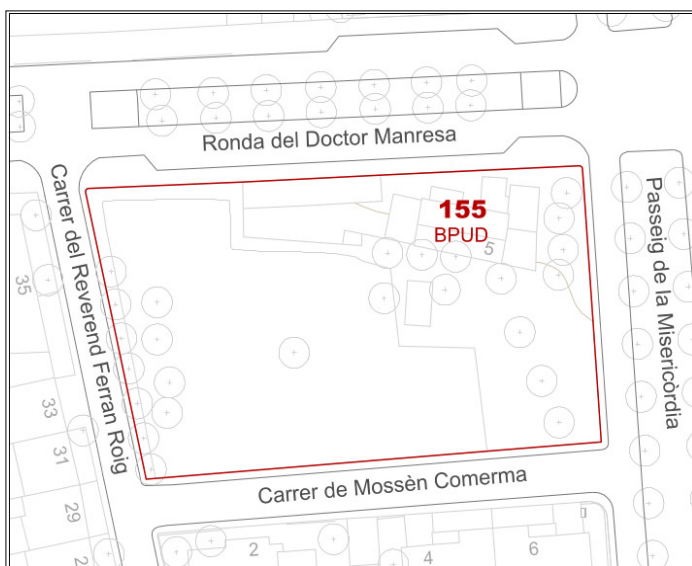 Ronda del Doctor Manresa
Carrer del Reverend Ferran Roig
155
BPUD
5
Passeig de la Misericòrdia
35
33
31
29
2
Carrer de Mossèn Comerma
2
4
6